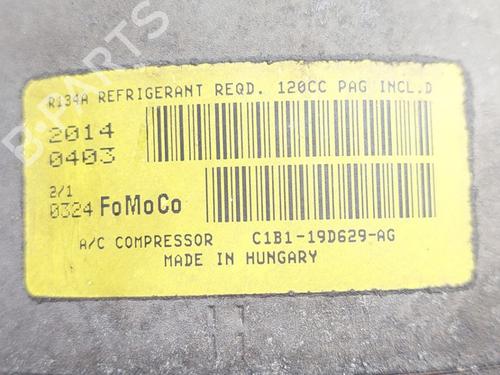 R134A REFRIGERANT REQD. 120CC PAG INCL.D
2014
0403
2/1
0324 FoMoCo
A/C COMPRESSOR C1B1-19D629-AG
MADE IN HUNGARY
B-PARTS